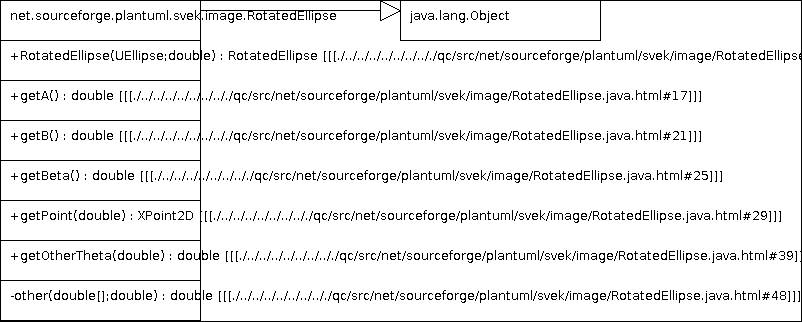 net.sourceforge.plantuml.svek.image.RotatedEllipse
java.lang.Object
+RotatedEllipse(UEllipse;double) : RotatedEllipse [[[./../../../../../../../../qc/src/net/sourceforge/plantuml/svek/image/RotatedEllipse
+getA() : double [[[./../../../../../../../../qc/src/net/sourceforge/plantuml/svek/image/RotatedEllipse.java.html#17]]]
+getB() : double [[[./../../../../../../../../qc/src/net/sourceforge/plantuml/svek/image/RotatedEllipse.java.html#21]]]
+getBeta() : double [[[./../../../../../../../../qc/src/net/sourceforge/plantuml/svek/image/RotatedEllipse.java.html#25]]]
+getPoint(double) : XPoint2D [[[./../../../../../../../../qc/src/net/sourceforge/plantuml/svek/image/RotatedEllipse.java.html#29]]]
+getOtherTheta(double) : double [[[./../../../../../../../../qc/src/net/sourceforge/plantuml/svek/image/RotatedEllipse.java.html#39]]
-other(double[];double) : double [[[./../../../../../../../../qc/src/net/sourceforge/plantuml/svek/image/RotatedEllipse.java.html#48]]]